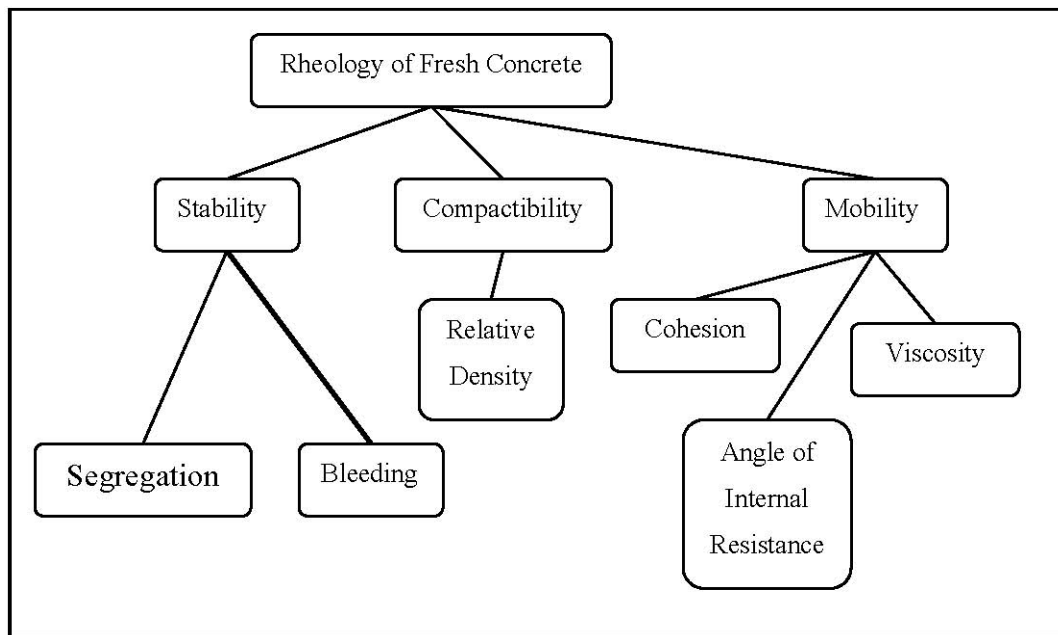 Rheology of Fresh Concrete
Stability
Compactibility
Mobility
Relative
Density
Cohesion
Viscosity
Segregation
Bleeding
Angle of
Internal
Resistance